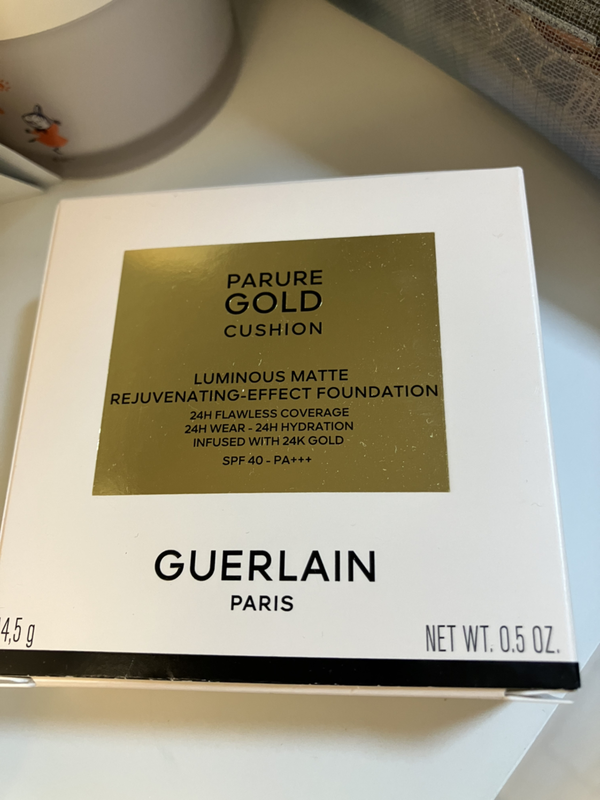 PARURE
GOLD
CUSHION
LUMINOUS MATTE
REJUVENATING-EFFECT FOUNDATION
24H FLAWLESS COVERAGE
24H WEAR - 24H HYDRATION
INFUSED WITH 24K GOLD
SPF 40 - PA+++
GUERLAIN
PARIS
4,5 g
NET WT. 0.5 OZ.